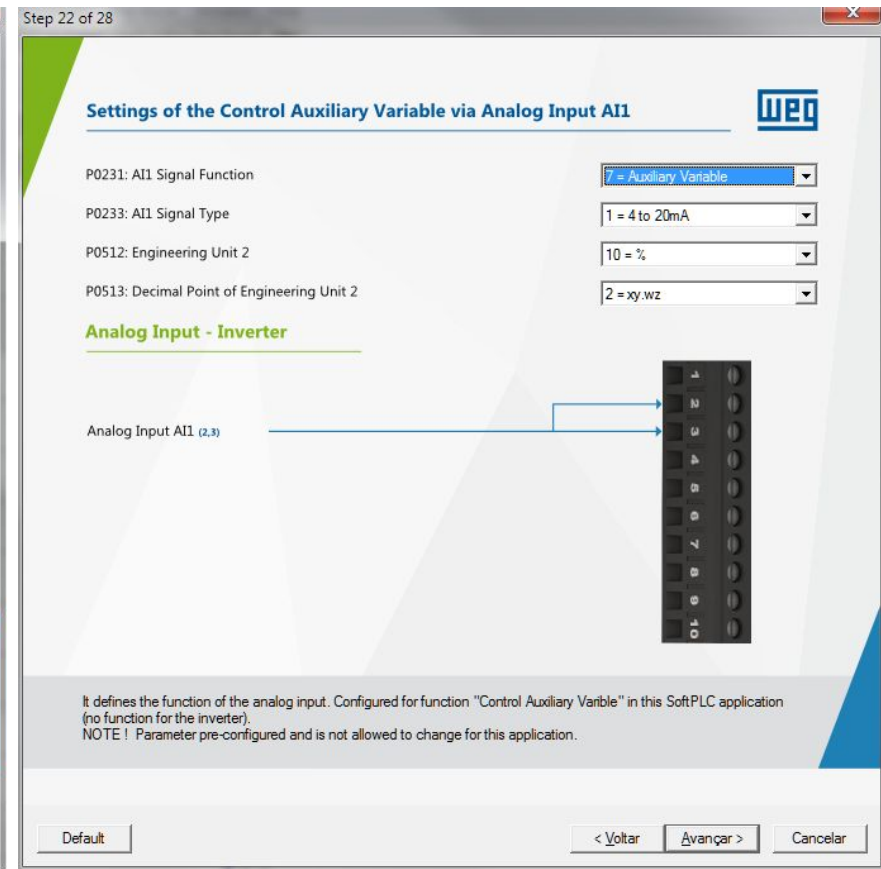 Step 22 of 28
Settings of the Control Auxiliary Variable via Analog Input AI1
weg
P0231: AI1 Signal Function
7 = Auxiliary Variable
P0233: AI1 Signal Type
1 = 4 to 20mA
P0512: Engineering Unit 2
10 = %
P0513: Decimal Point of Engineering Unit 2
2 = xy.wz
Analog Input - Inverter
Analog Input AI1 (2,3)
1
2
3
4
5
6
7
8
9
10
It defines the function of the analog input. Configured for function "Control Auxiliary Varible" in this SoftPLC application
(no function for the inverter).
NOTE ! Parameter pre-configured and is not allowed to change for this application.
Default
< Voltar
Avançar >
Cancelar